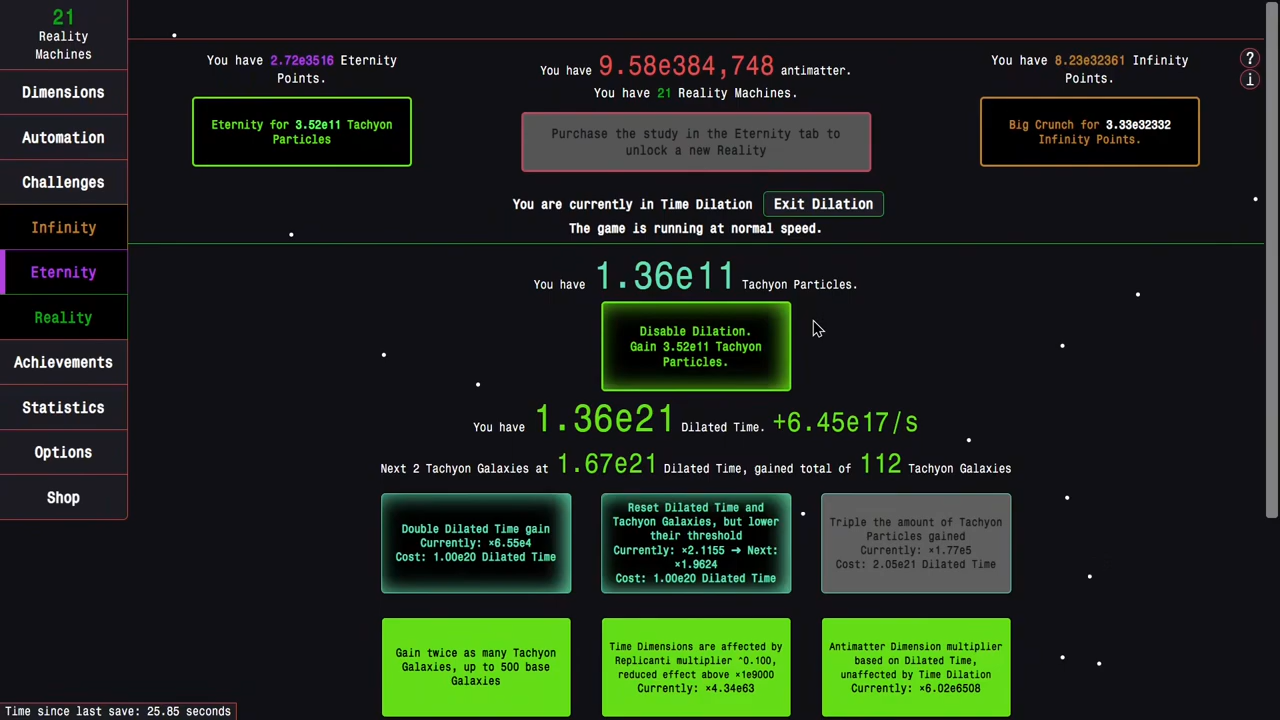 21
Reality
Machines
Dimensions
Automation
Challenges
Infinity
Eternity
Reality
Achievements
Statistics
Options
Shop
You have 2.72e3516 Eternity
Points.
Eternity for 3.52e11 Tachyon
Particles
You have 9.58e384,748 antimatter.
You have 21 Reality Machines.
Purchase the study in the Eternity tab to
unlock a new Reality
You have 8.23e32361 Infinity
Points.
Big Crunch for 3.33e32332
Infinity Points.
?
i
You are currently in Time Dilation Exit Dilation
The game is running at normal speed.
You have 1.36e11 Tachyon Particles.
Disable Dilation.
Gain 3.52e11 Tachyon
Particles.
You have 1.36e21 Dilated Time. +6.45e17/s
Next 2 Tachyon Galaxies at 1.67e21 Dilated Time, gained total of 112 Tachyon Galaxies
Double Dilated Time gain
Currently: ×6.55e4
Cost: 1.00e20 Dilated Time
Reset Dilated Time and
Tachyon Galaxies, but lower
their threshold
Currently: ×2.1155 → Next:
×1.9624
Cost: 1.00e20 Dilated Time
Triple the amount of Tachyon
Particles gained
Currently: ×1.77e5
Cost: 2.05e21 Dilated Time
Gain twice as many Tachyon
Galaxies, up to 500 base
Galaxies
Time Dimensions are affected by
Replicanti multiplier ^0.100,
reduced effect above ×1e9000
Currently: ×4.34e63
Antimatter Dimension multiplier
based on Dilated Time,
unaffected by Time Dilation
Currently: ×6.02e6508
Time since last save: 25.85 seconds